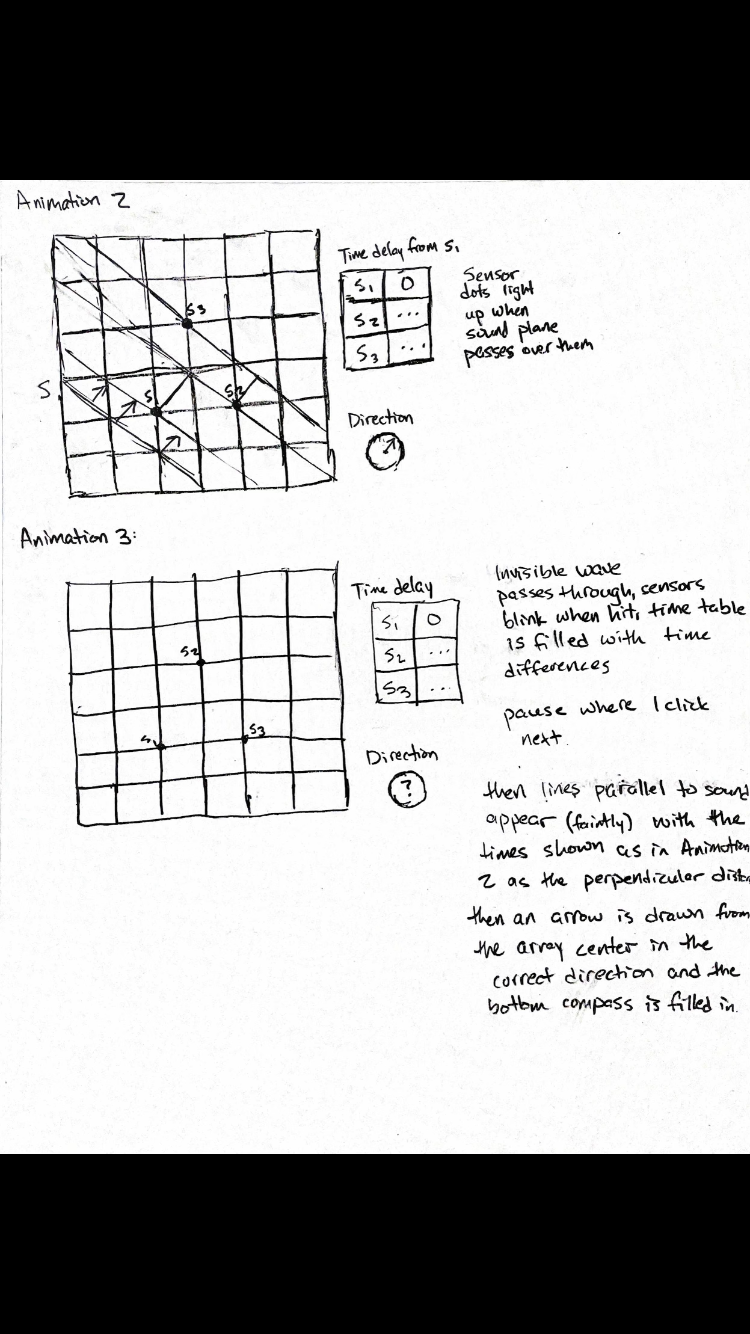 Animation 2
Time delay from S1
S1 0
S2 ...
S3 ...
Sensor
dots light
up when
sound plane
passes over them
S3
S
S
S2
Direction
Animation 3:
Time delay
S1 0
S2 ...
S3 ...
Invisible wave
passes through, sensors
blink when hit, time table
is filled with time
differences
pause where I click
next.
S2
S1
S3
Direction
?
then lines parallel to sound
appear (faintly) with the
times shown as in Animation
2 as the perpendicular distan
then an arrow is drawn from
the array center in the
correct direction and the
bottom compass is filled in.